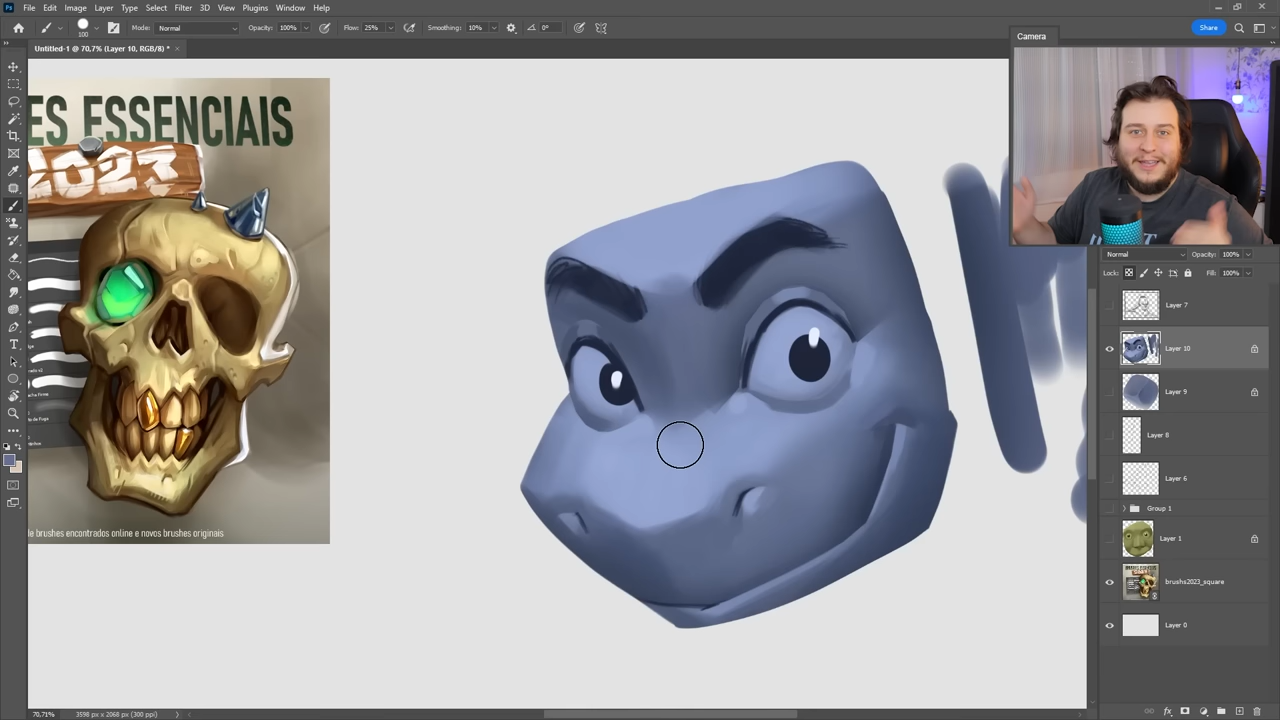 File Edit Image Layer Type Select Filter 3D View Plugins Window Help
100 Mode: Normal Opacity: 100% Flow: 25% Smoothing: 10% 0° Share
Untitled-1 @ 70,7% (Layer 10, RGB/8) *
Camera
ES ESSENCIAIS
2023
de brushes encontrados online e novos brushes originais
Normal Opacity: 100%
Lock: Fill: 100%
Layer 7
Layer 10
Layer 9
Layer 8
Layer 6
Group 1
Layer 1
brushs2023_square
Layer 0
70,71% 3598 px x 2068 px (300 ppi)